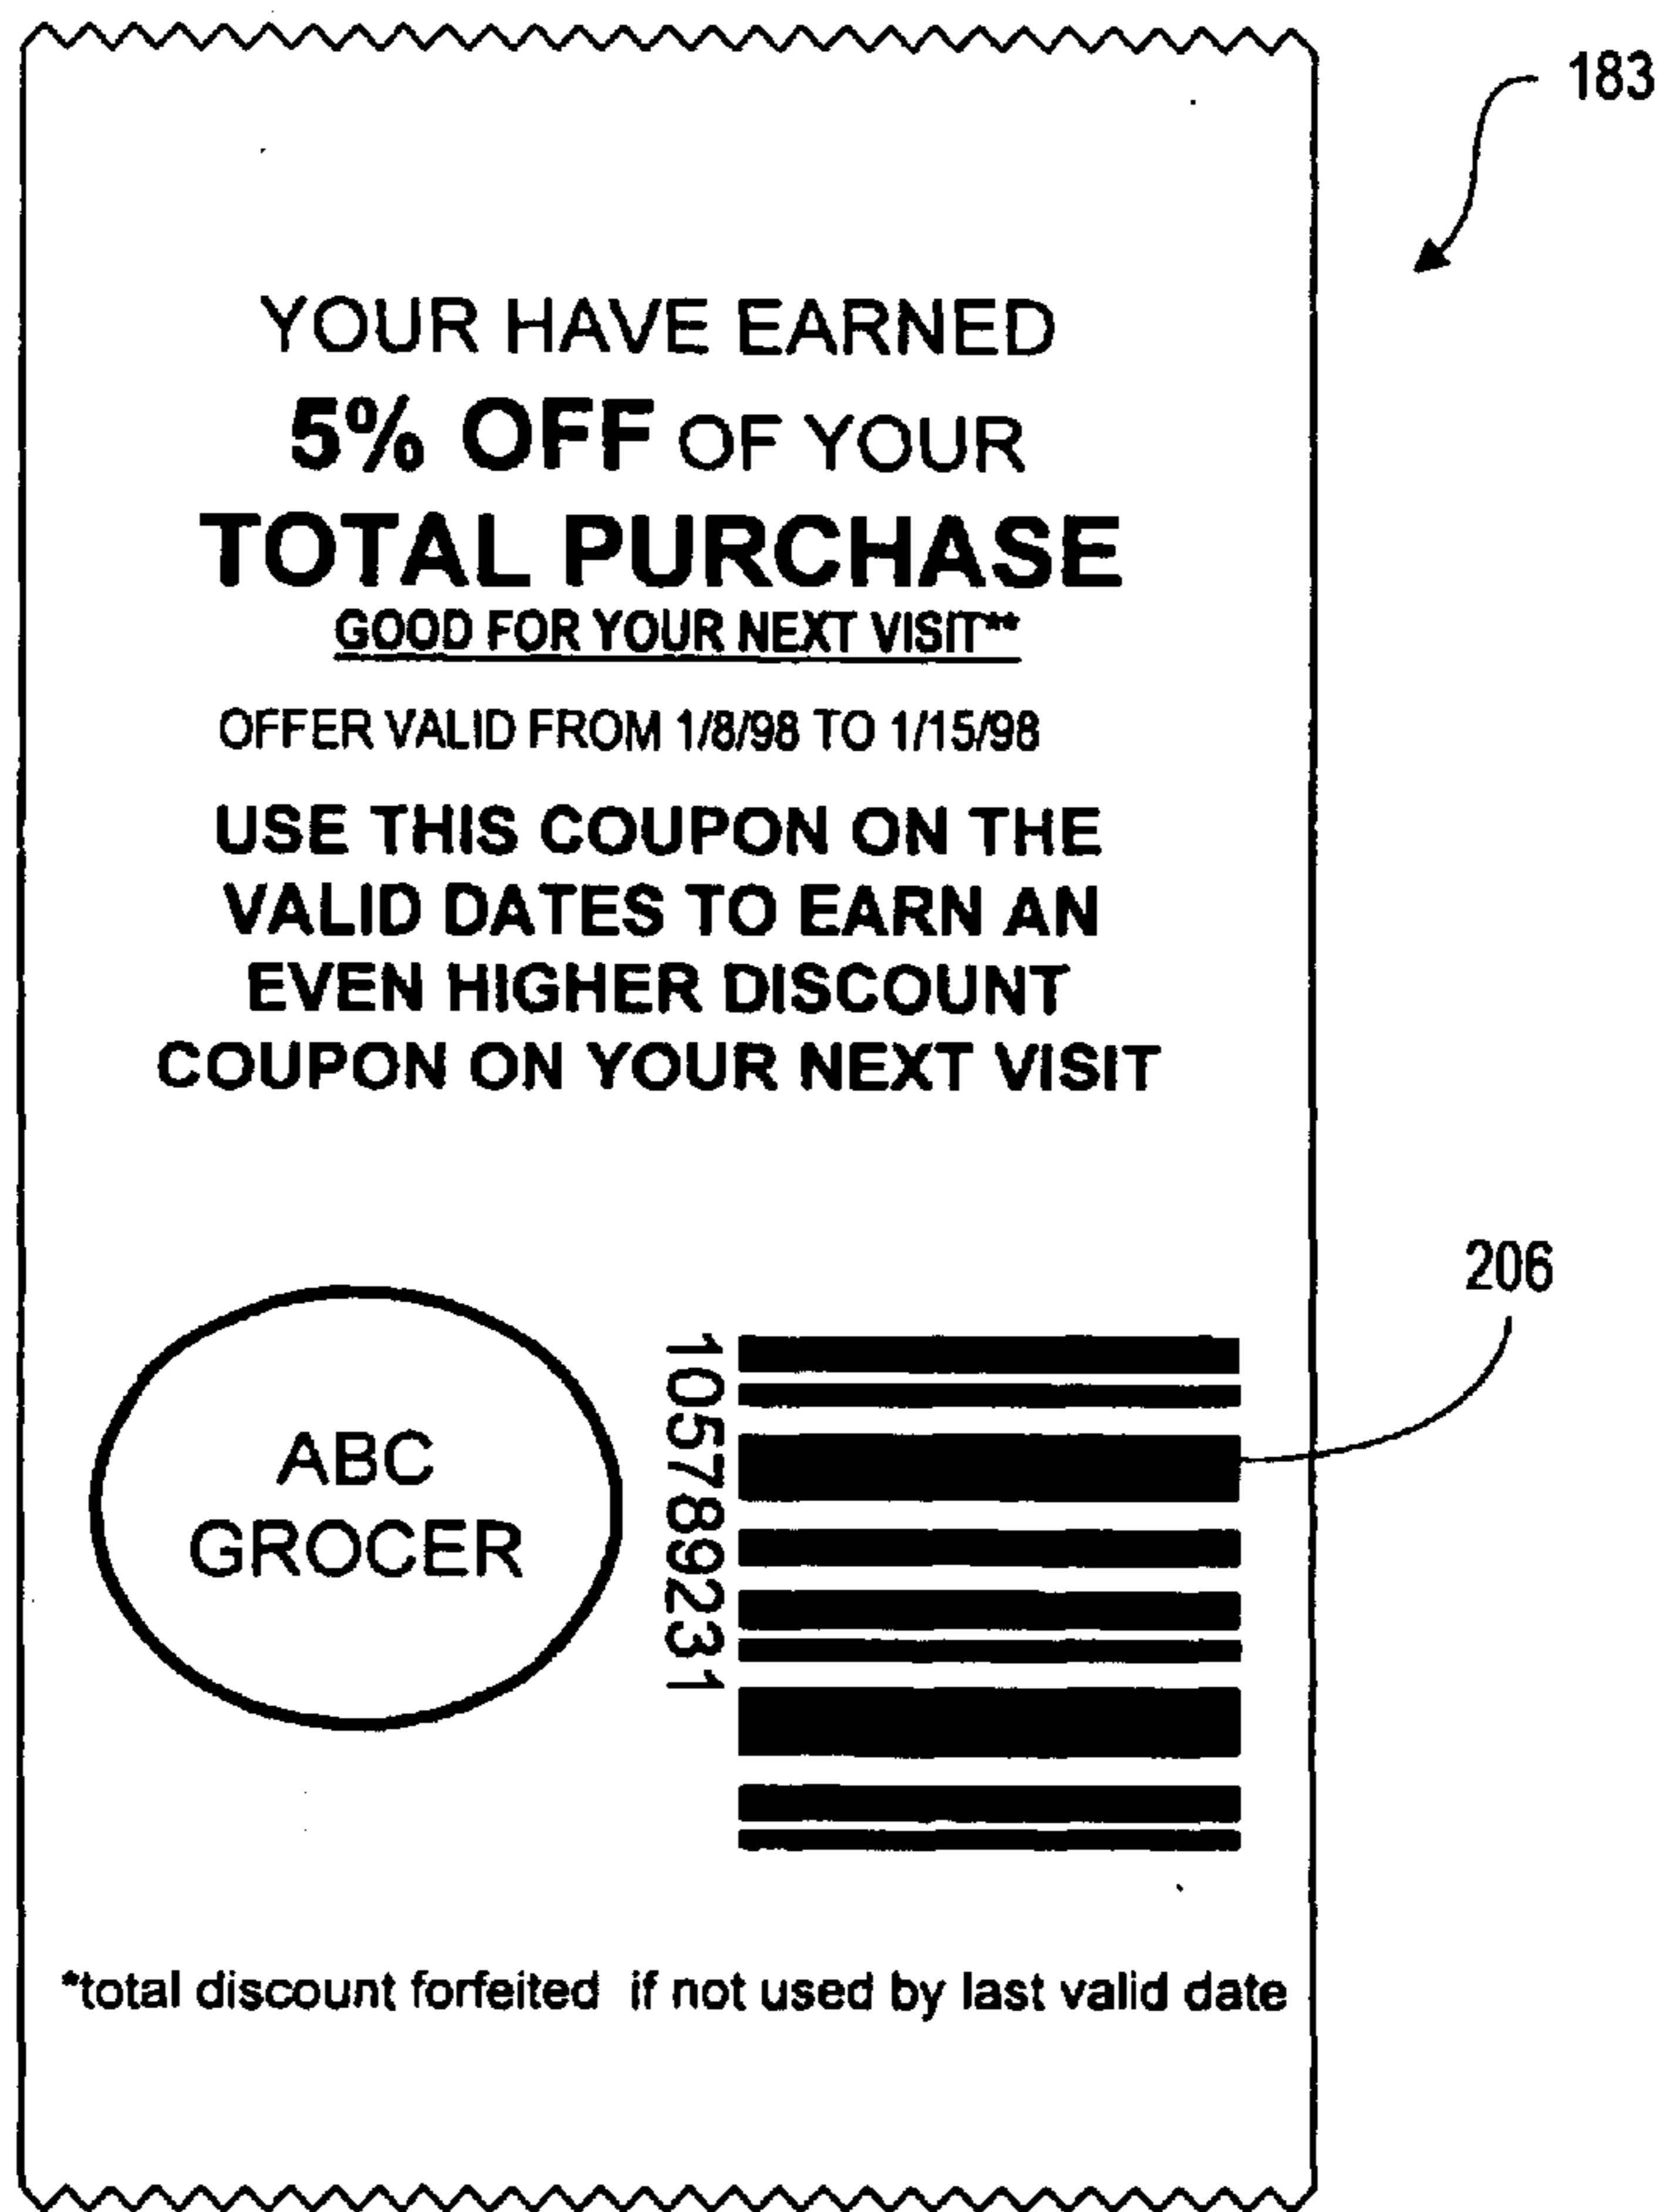 183
YOUR HAVE EARNED
5% OFF OF YOUR
TOTAL PURCHASE
GOOD FOR YOUR NEXT VISIT**
OFFER VALID FROM 1/8/98 TO 1/15/98
USE THIS COUPON ON THE
VALID DATES TO EARN AN
EVEN HIGHER DISCOUNT
COUPON ON YOUR NEXT VISIT
206
ABC
GROCER
105789231
*total discount forfeited if not used by last valid date